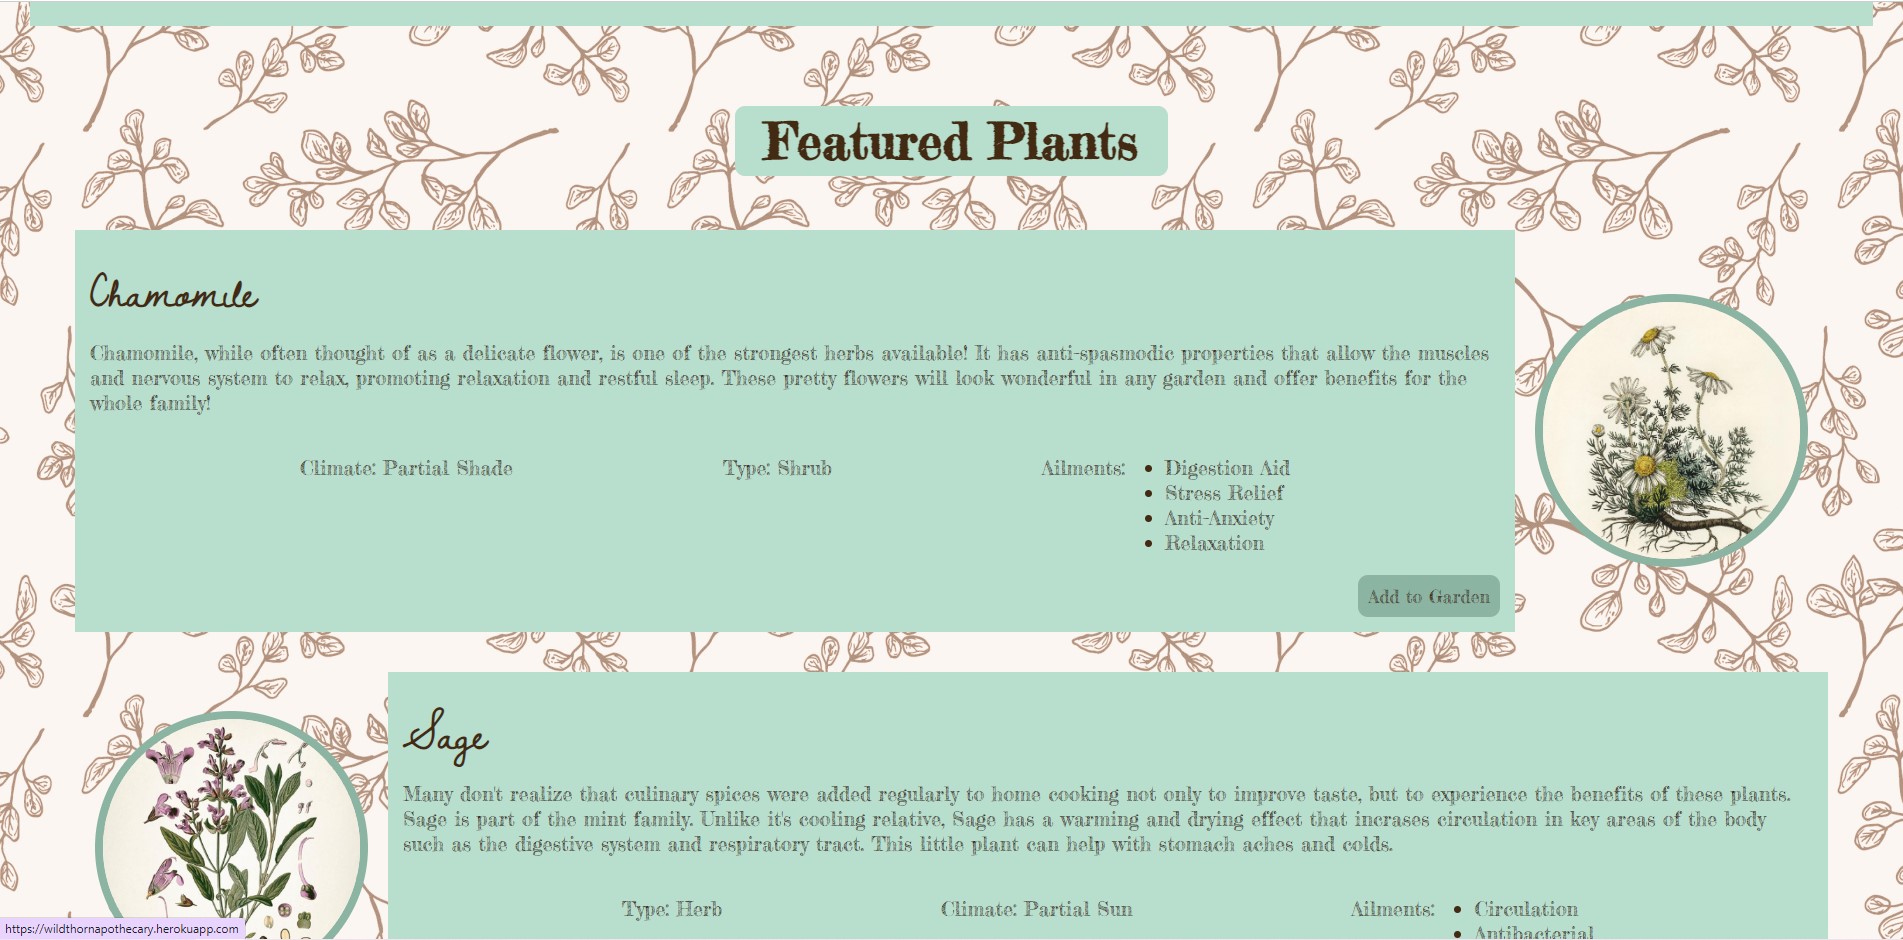 Featured Plants
Chamomile
Chamomile, while often thought of as a delicate flower, is one of the strongest herbs available! It has anti-spasmodic properties that allow the muscles
and nervous system to relax, promoting relaxation and restful sleep. These pretty flowers will look wonderful in any garden and offer benefits for the
whole family!
Climate: Partial Shade Type: Shrub Ailments: • Digestion Aid
• Stress Relief
• Anti-Anxiety
• Relaxation
Add to Garden
Sage
Many don't realize that culinary spices were added regularly to home cooking not only to improve taste, but to experience the benefits of these plants.
Sage is part of the mint family. Unlike it's cooling relative, Sage has a warming and drying effect that incrases circulation in key areas of the body
such as the digestive system and respiratory tract. This little plant can help with stomach aches and colds.
Type: Herb Climate: Partial Sun Ailments: • Circulation
• Antibacterial
https://wildthornapothecary.herokuapp.com